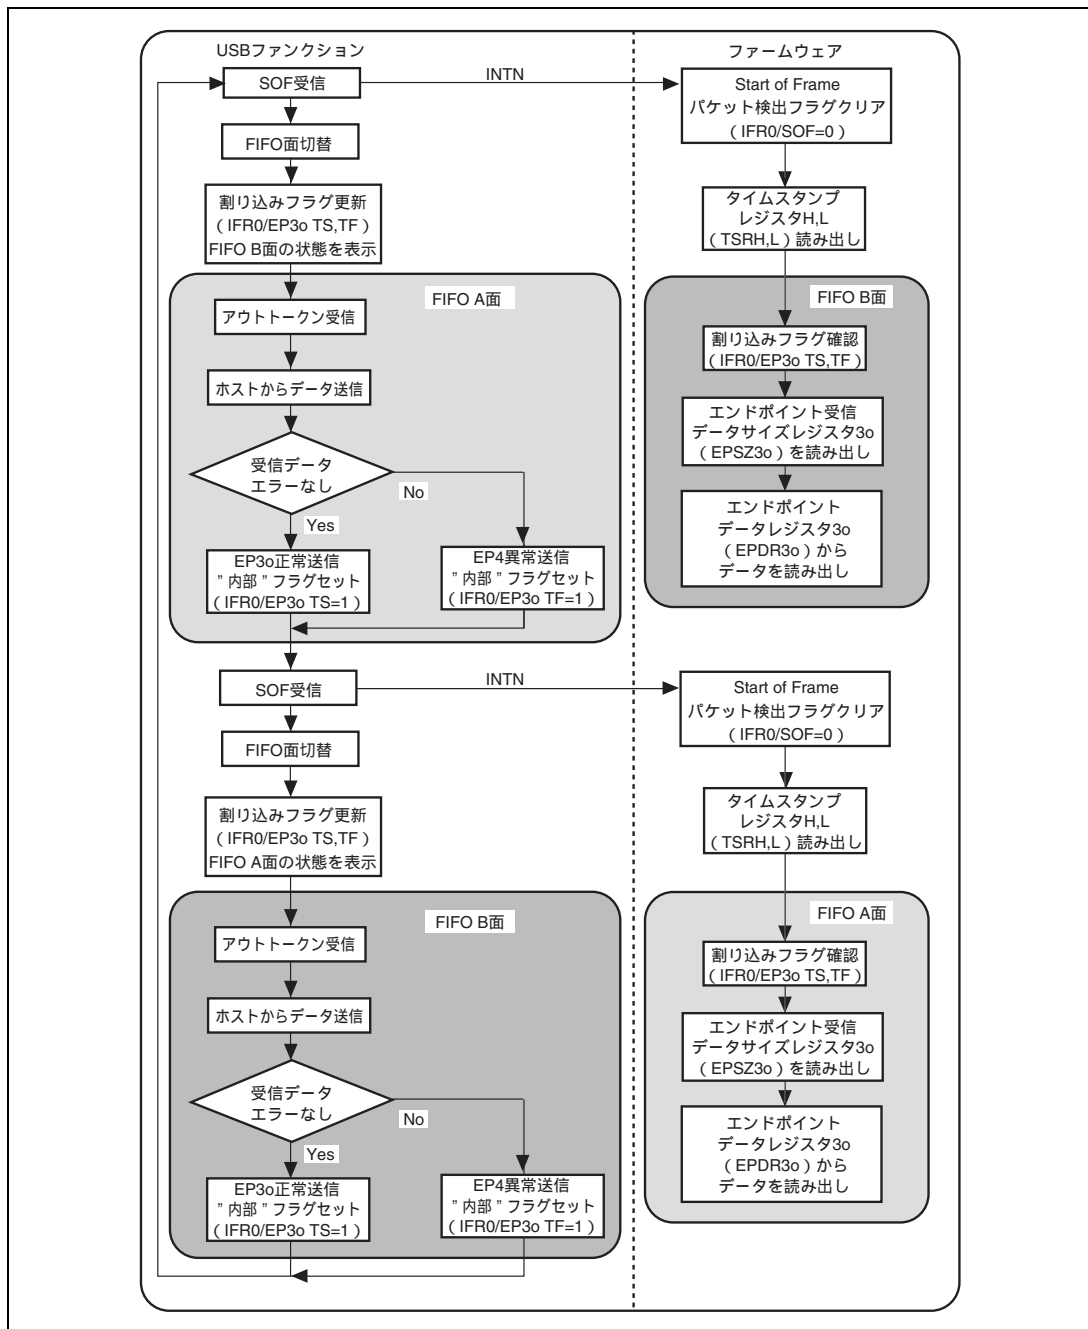 USBファンクション
SOF受信
INTN
FIFO面切替
割り込みフラグ更新
（IFR0/EP3o TS,TF）
FIFO B面の状態を表示
FIFO A面
アウトトークン受信
ホストからデータ送信
受信データ
エラーなし
No
Yes
EP3o正常送信
”内部”フラグセット
（IFR0/EP3o TS=1）
EP4異常送信
”内部”フラグセット
（IFR0/EP3o TF=1）
SOF受信
INTN
FIFO面切替
割り込みフラグ更新
（IFR0/EP3o TS,TF）
FIFO A面の状態を表示
FIFO B面
アウトトークン受信
ホストからデータ送信
受信データ
エラーなし
No
Yes
EP3o正常送信
”内部”フラグセット
（IFR0/EP3o TS=1）
EP4異常送信
”内部”フラグセット
（IFR0/EP3o TF=1）
ファームウェア
Start of Frame
パケット検出フラグクリア
（IFR0/SOF=0）
タイムスタンプ
レジスタH,L
（TSRH,L）読み出し
FIFO B面
割り込みフラグ確認
（IFR0/EP3o TS,TF）
エンドポイント受信
データサイズレジスタ3o
（EPSZ3o）を読み出し
エンドポイント
データレジスタ3o
（EPDR3o）から
データを読み出し
Start of Frame
パケット検出フラグクリア
（IFR0/SOF=0）
タイムスタンプ
レジスタH,L
（TSRH,L）読み出し
FIFO A面
割り込みフラグ確認
（IFR0/EP3o TS,TF）
エンドポイント受信
データサイズレジスタ3o
（EPSZ3o）を読み出し
エンドポイント
データレジスタ3o
（EPDR3o）から
データを読み出し